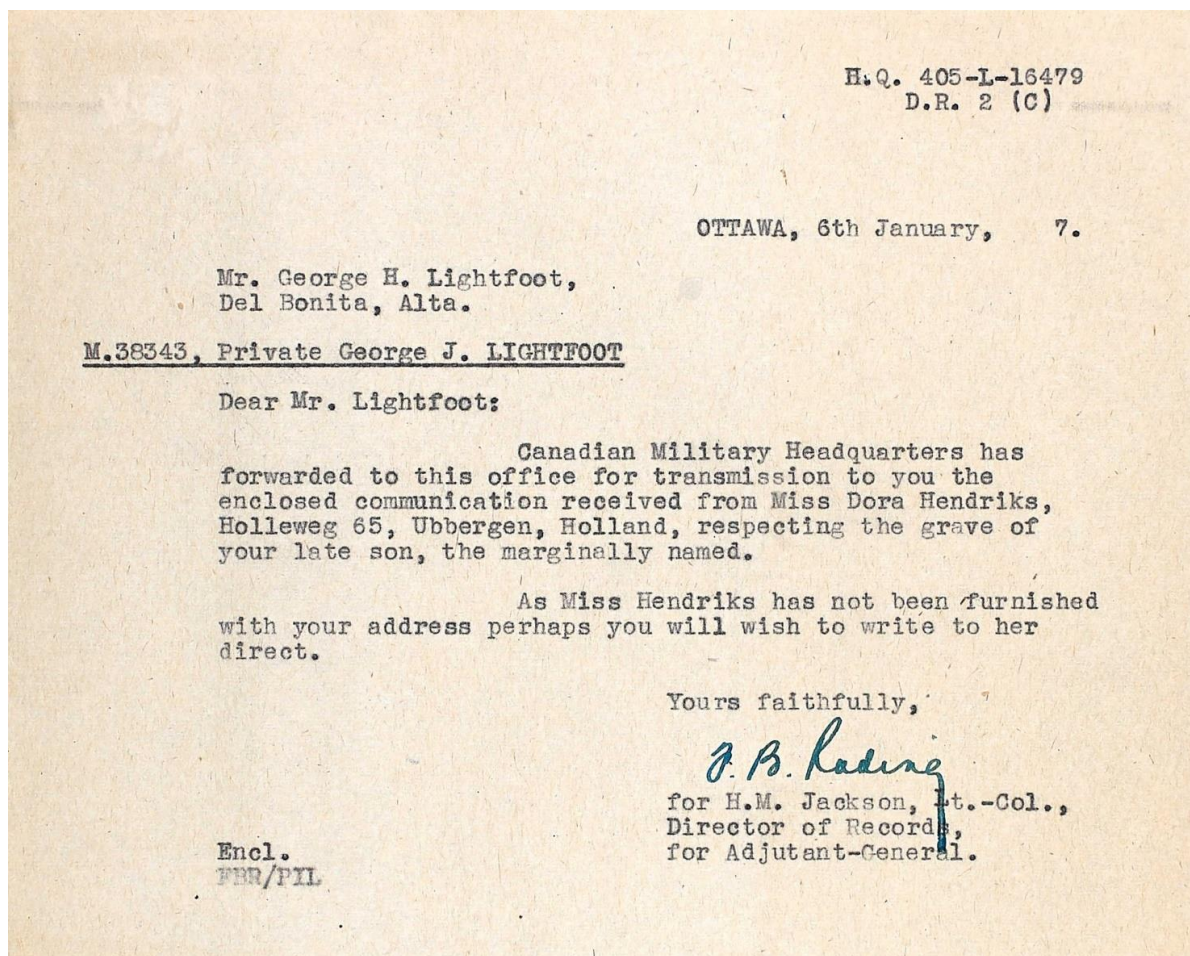 H.Q. 405-L-16479
D.R. 2 (C)
OTTAWA, 6th January, 7.
Mr. George H. Lightfoot,
Del Bonita, Alta.
M.38343, Private George J. LIGHTFOOT
Dear Mr. Lightfoot:
Canadian Military Headquarters has
forwarded to this office for transmission to you the
enclosed communication received from Miss Dora Hendriks,
Holleweg 65, Ubbergen, Holland, respecting the grave of
your late son, the marginally named.
As Miss Hendriks has not been furnished
with your address perhaps you will wish to write to her
direct.
Yours faithfully,
F. B.
for H.M. Jackson, Lt.-Col.,
Director of Records,
for Adjutant-General.
Encl.
FBR/PIL